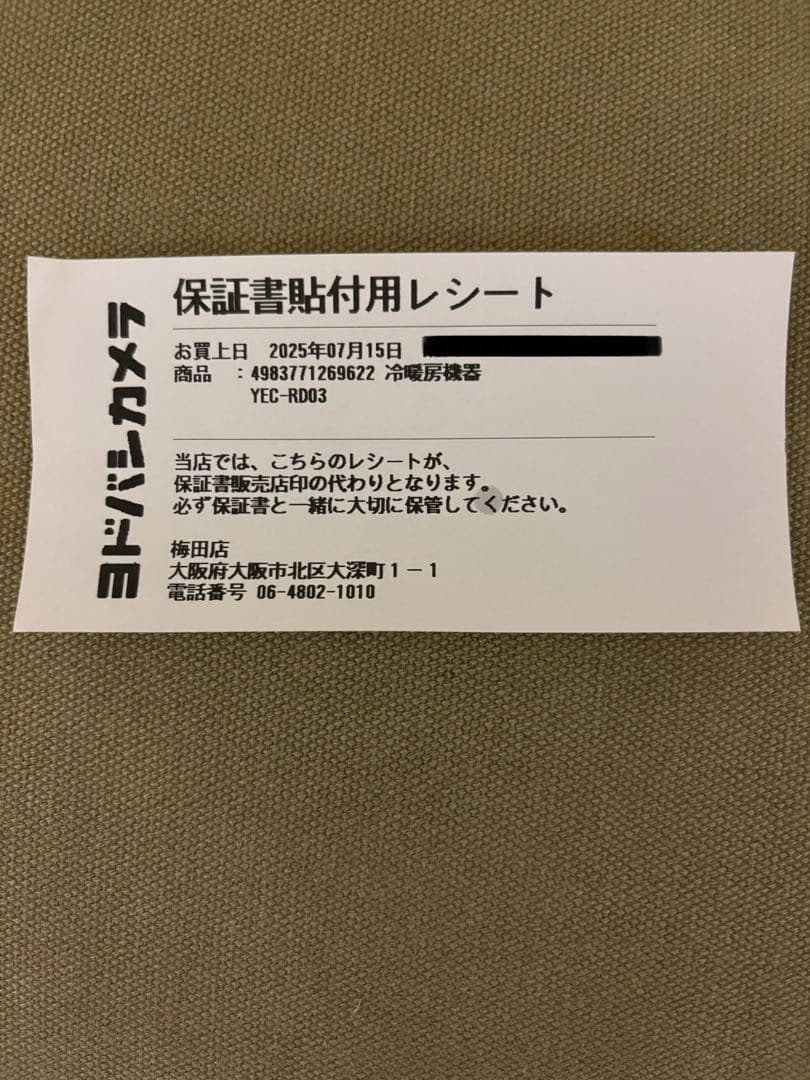 ヨドバシカメラ
保証書貼付用レシート
お買上日 2025年07月15日
商品 :4983771269622 冷暖房機器
YEC-RD03
当店では、こちらのレシートが、
保証書販売店印の代わりとなります。
必ず保証書と一緒に大切に保管してください。
梅田店
大阪府大阪市北区大深町1-1
電話番号 06-4802-1010